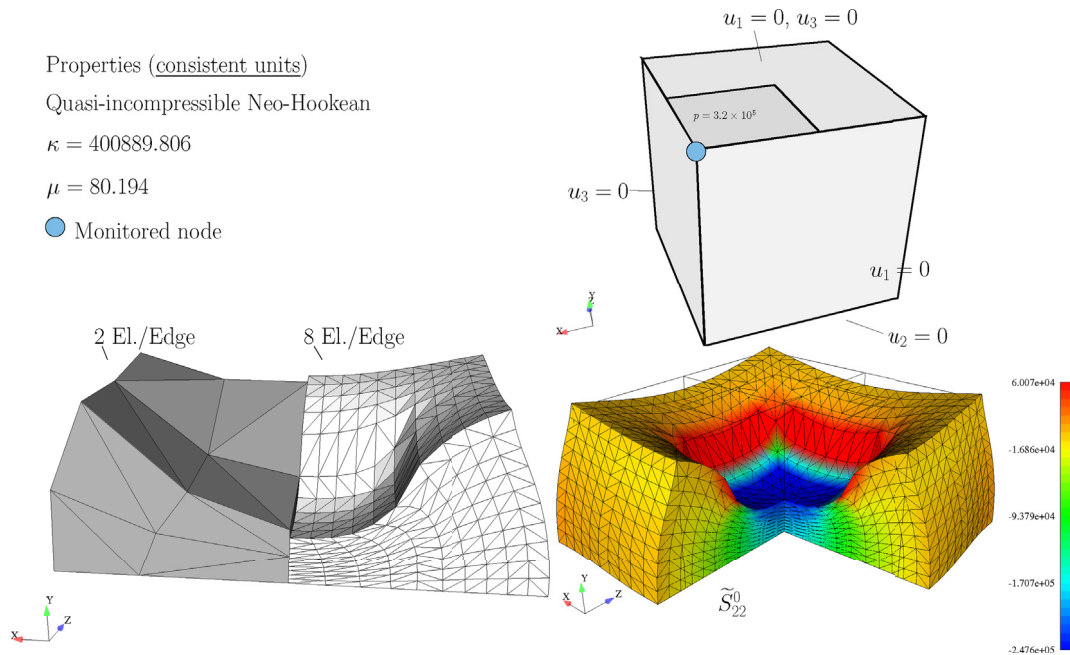 Properties (consistent units)
Quasi-incompressible Neo-Hookean
κ = 400889.806
μ = 80.194
Monitored node
u₁ = 0, u₃ = 0
p = 3.2 × 10⁵
u₃ = 0
u₁ = 0
u₂ = 0
Y
X
2 El./Edge
8 El./Edge
Y
X
Z
Y
X
Z
S̃⁰₂₂
6.007e+04
-1.686e+04
-9.379e+04
-1.707e+05
-2.476e+05